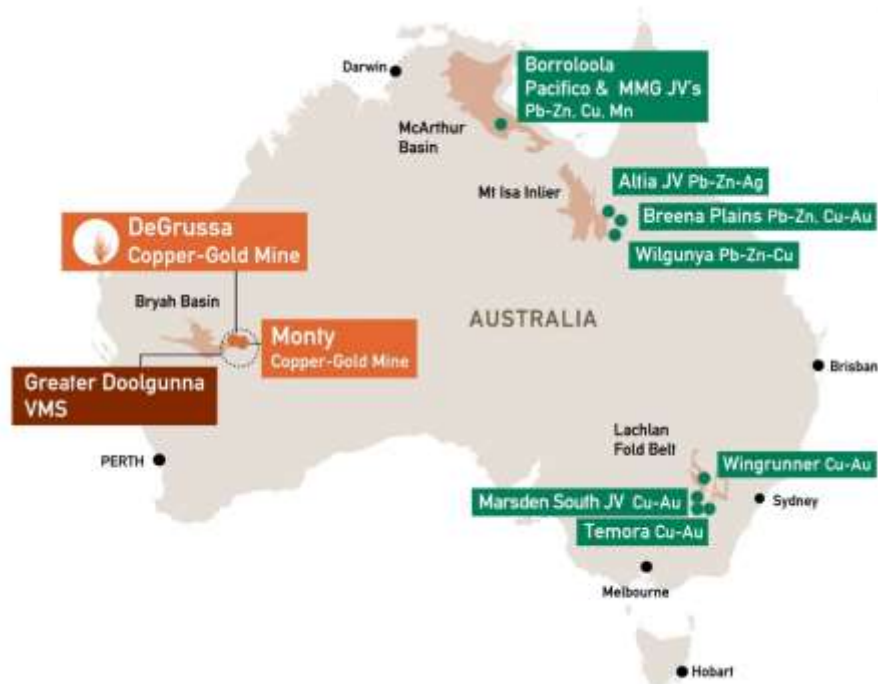 Darwin
Borroloola
Pacifico & MMG JV's
Pb-Zn, Cu, Mn
McArthur
Basin
Mt Isa Inlier
Altia JV Pb-Zn-Ag
Breena Plains Pb-Zn, Cu-Au
Wilgunya Pb-Zn-Cu
DeGrussa
Copper-Gold Mine
Bryah Basin
AUSTRALIA
Monty
Copper-Gold Mine
Greater Doolgunna
VMS
Brisban
PERTH
Lachlan
Fold Belt
Wingrunner Cu-Au
Marsden South JV Cu-Au
Sydney
Temora Cu-Au
Melbourne
Hobart